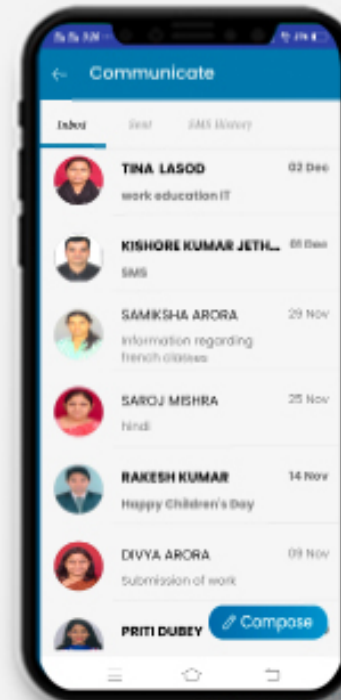 Communicate
Inbox Sent SMS History
TINA LASOD 02 Dec
work education IT
KISHORE KUMAR JETH... 01 Dec
SMS
SAMIKSHA ARORA 29 Nov
Information regarding
french classes
SAROJ MISHRA 25 Nov
hindi
RAKESH KUMAR 14 Nov
Happy Children's Day
DIVYA ARORA 09 Nov
Submission of work
PRITI DUBEY
Compose